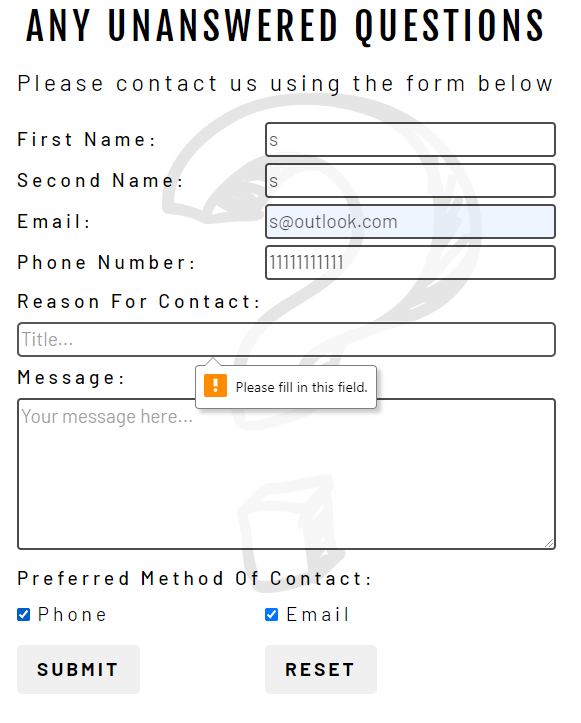 ANY UNANSWERED QUESTIONS
Please contact us using the form below
First Name: s
Second Name: s
Email: s@outlook.com
Phone Number: 11111111111
Reason For Contact:
Title...
Please fill in this field.
Message:
Your message here...
Preferred Method Of Contact:
Phone Email
SUBMIT RESET